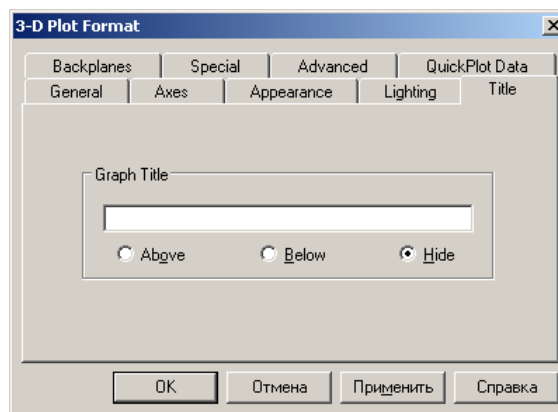 3-D Plot Format
Backplanes Special Advanced QuickPlot Data
General Axes Appearance Lighting Title
Graph Title
Above Below Hide
OK Отмена Применить Справка